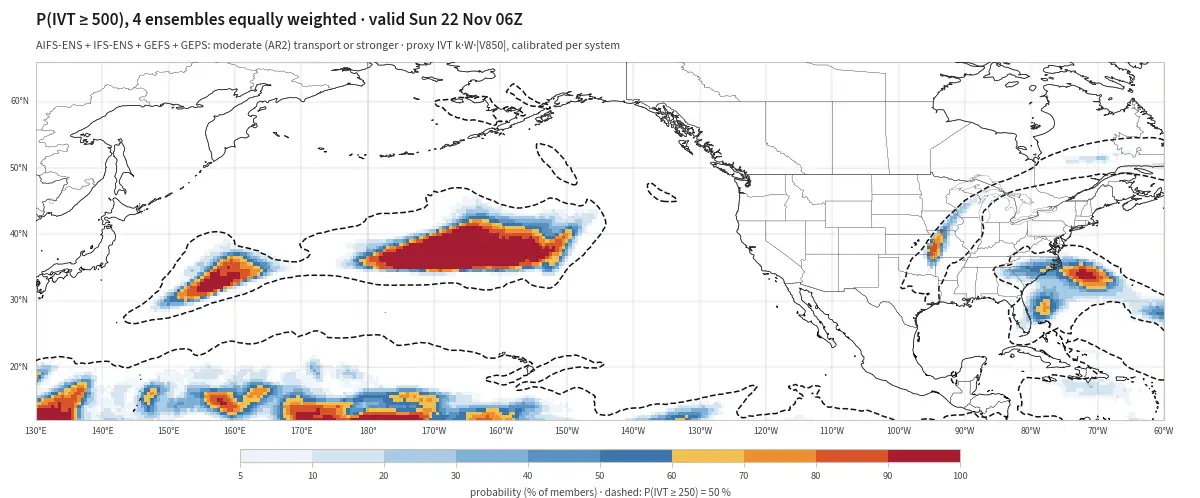 P(IVT ≥ 500), 4 ensembles equally weighted · valid Sun 22 Nov 06Z
AIFS-ENS + IFS-ENS + GEFS + GEPS: moderate (AR2) transport or stronger · proxy IVT k·W·|V850|, calibrated per system
60°N
50°N
40°N
30°N
20°N
130°E 140°E 150°E 160°E 170°E 180° 170°W 160°W 150°W 140°W 130°W 120°W 110°W 100°W 90°W 80°W 70°W 60°W
5 10 20 30 40 50 60 70 80 90 100
probability (% of members) · dashed: P(IVT ≥ 250) = 50 %